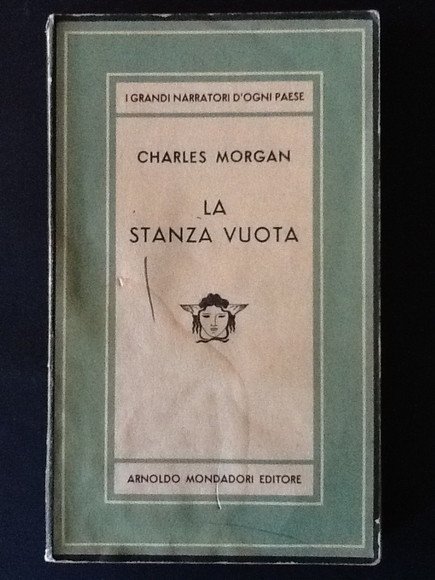 I GRANDI NARRATORI D'OGNI PAESE
CHARLES MORGAN
LA
STANZA VUOTA
ARNOLDO MONDADORI EDITORE